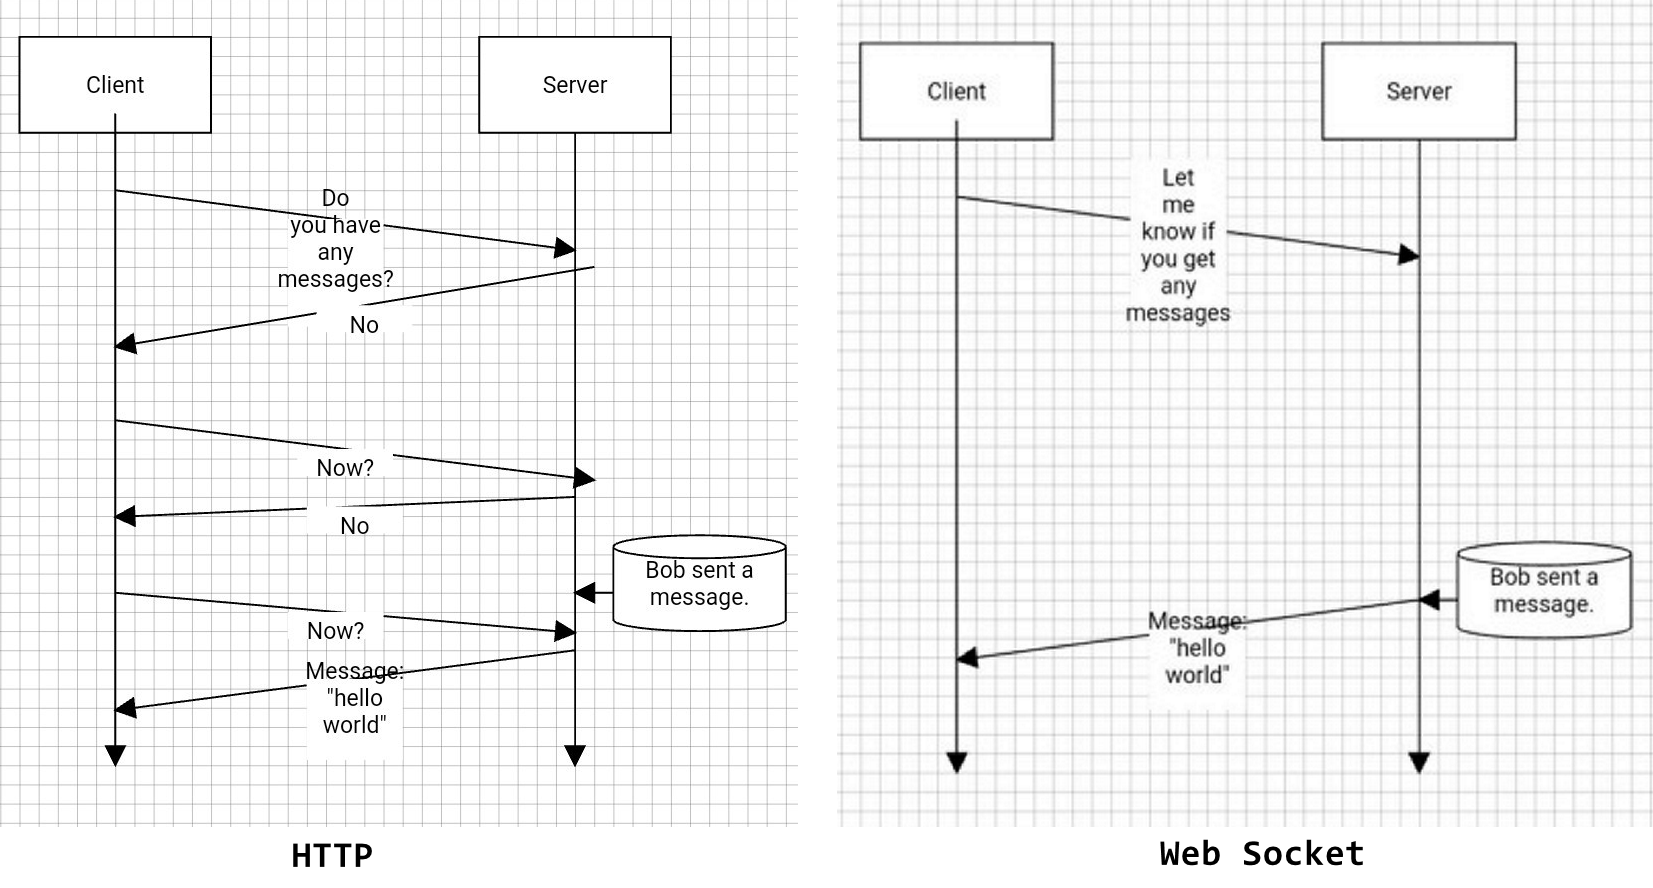 Client
Server
Do
you have
any
messages?
No
Now?
No
Bob sent a
message.
Now?
Message:
"hello
world"
HTTP
Client
Server
Let
me
know if
you get
any
messages
Bob sent a
message.
Message:
"hello
world"
Web Socket